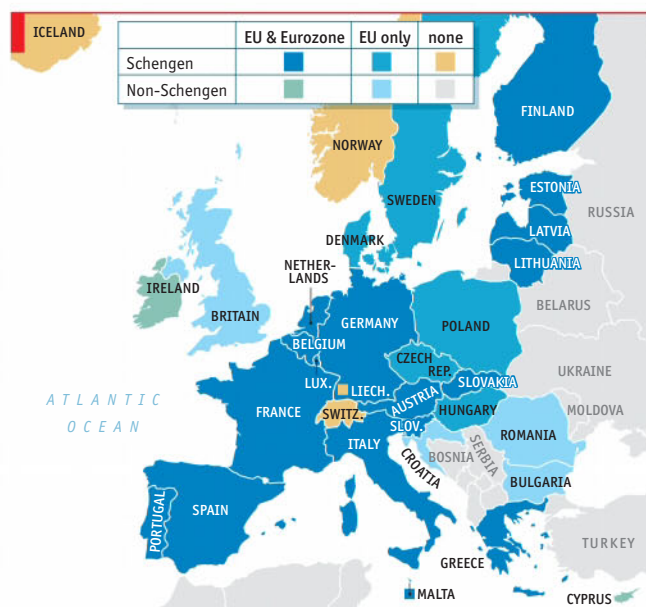 ICELAND
EU & Eurozone EU only none
Schengen
Non-Schengen
FINLAND
NORWAY
SWEDEN
ESTONIA
RUSSIA
LATVIA
DENMARK
LITHUANIA
NETHER-
LANDS
IRELAND
BRITAIN
BELARUS
GERMANY
POLAND
BELGIUM
CZECH
REP.
UKRAINE
LUX.
LIECH.
SLOVAKIA
ATLANTIC
OCEAN
FRANCE
SWITZ.
AUSTRIA
HUNGARY
MOLDOVA
SLOV.
ITALY
ROMANIA
CROATIA
BOSNIA
SERBIA
BULGARIA
PORTUGAL
SPAIN
TURKEY
GREECE
MALTA
CYPRUS